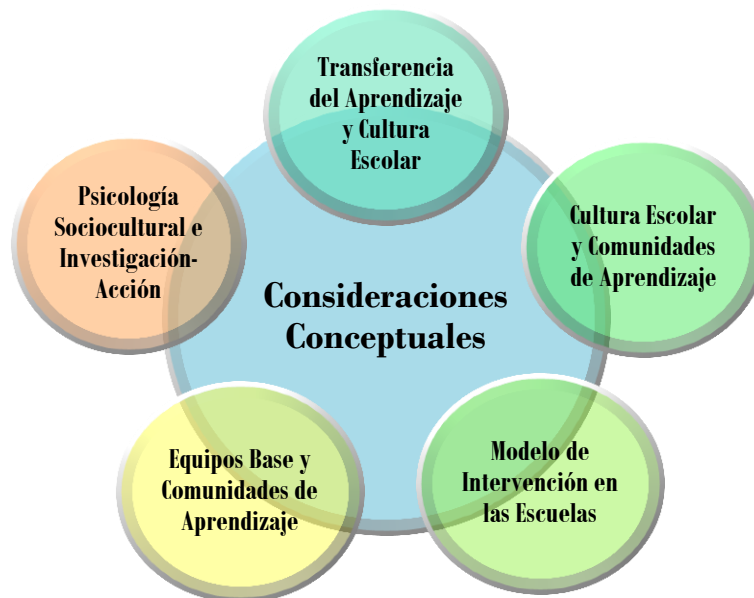 Transferencia
del Aprendizaje
y Cultura
Escolar
Psicología
Sociocultural e
Investigación-
Acción
Cultura Escolar
y Comunidades
de Aprendizaje
Consideraciones
Conceptuales
Equipos Base y
Comunidades de
Aprendizaje
Modelo de
Intervención en
las Escuelas